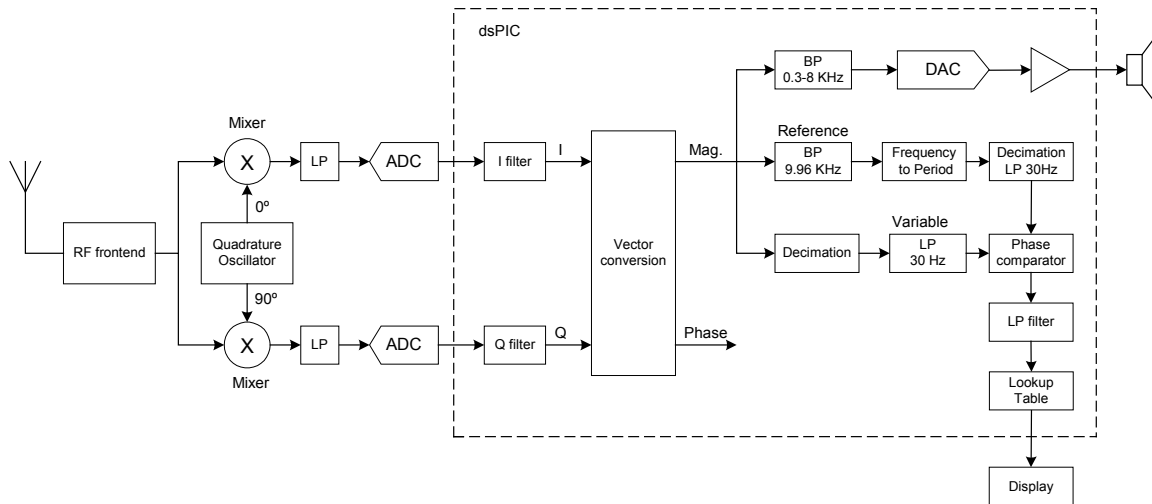 dsPIC
BP
0.3-8 KHz
DAC
Mixer
X
LP
ADC
I filter
I
0º
RF frontend
Quadrature
Oscillator
90º
X
Mixer
LP
ADC
Q filter
Q
Vector
conversion
Mag.
Phase
Reference
BP
9.96 KHz
Frequency
to Period
Decimation
LP 30Hz
Variable
Decimation
LP
30 Hz
Phase
comparator
LP filter
Lookup
Table
Display